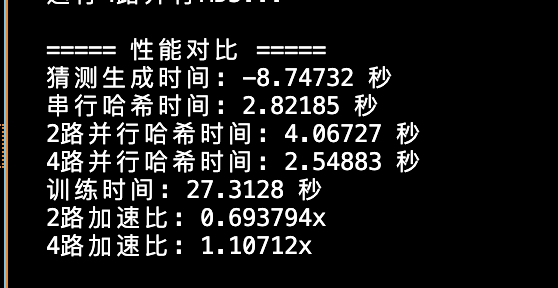 ===== 性能对比 =====
猜测生成时间: -8.74732 秒
串行哈希时间: 2.82185 秒
2路并行哈希时间: 4.06727 秒
4路并行哈希时间: 2.54883 秒
训练时间: 27.3128 秒
2路加速比: 0.693794x
4路加速比: 1.10712x